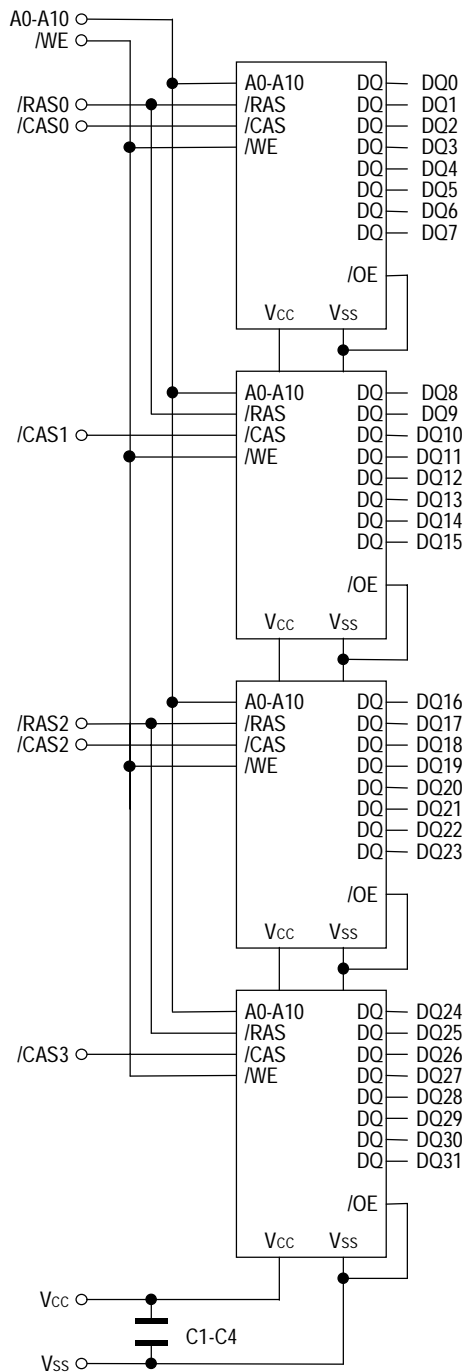 A0-A10
/WE
A0-A10 DQ DQ0
/RAS0 /RAS DQ DQ1
/CAS0 /CAS DQ DQ2
/WE DQ DQ3
DQ DQ4
DQ DQ5
DQ DQ6
DQ DQ7
/OE
Vcc Vss
A0-A10 DQ DQ8
/RAS DQ DQ9
/CAS1 /CAS DQ DQ10
/WE DQ DQ11
DQ DQ12
DQ DQ13
DQ DQ14
DQ DQ15
/OE
Vcc Vss
A0-A10 DQ DQ16
/RAS2 /RAS DQ DQ17
/CAS2 /CAS DQ DQ18
/WE DQ DQ19
DQ DQ20
DQ DQ21
DQ DQ22
DQ DQ23
/OE
Vcc Vss
A0-A10 DQ DQ24
/RAS DQ DQ25
/CAS3 /CAS DQ DQ26
/WE DQ DQ27
DQ DQ28
DQ DQ29
DQ DQ30
DQ DQ31
/OE
Vcc Vss
Vcc
C1-C4
Vss